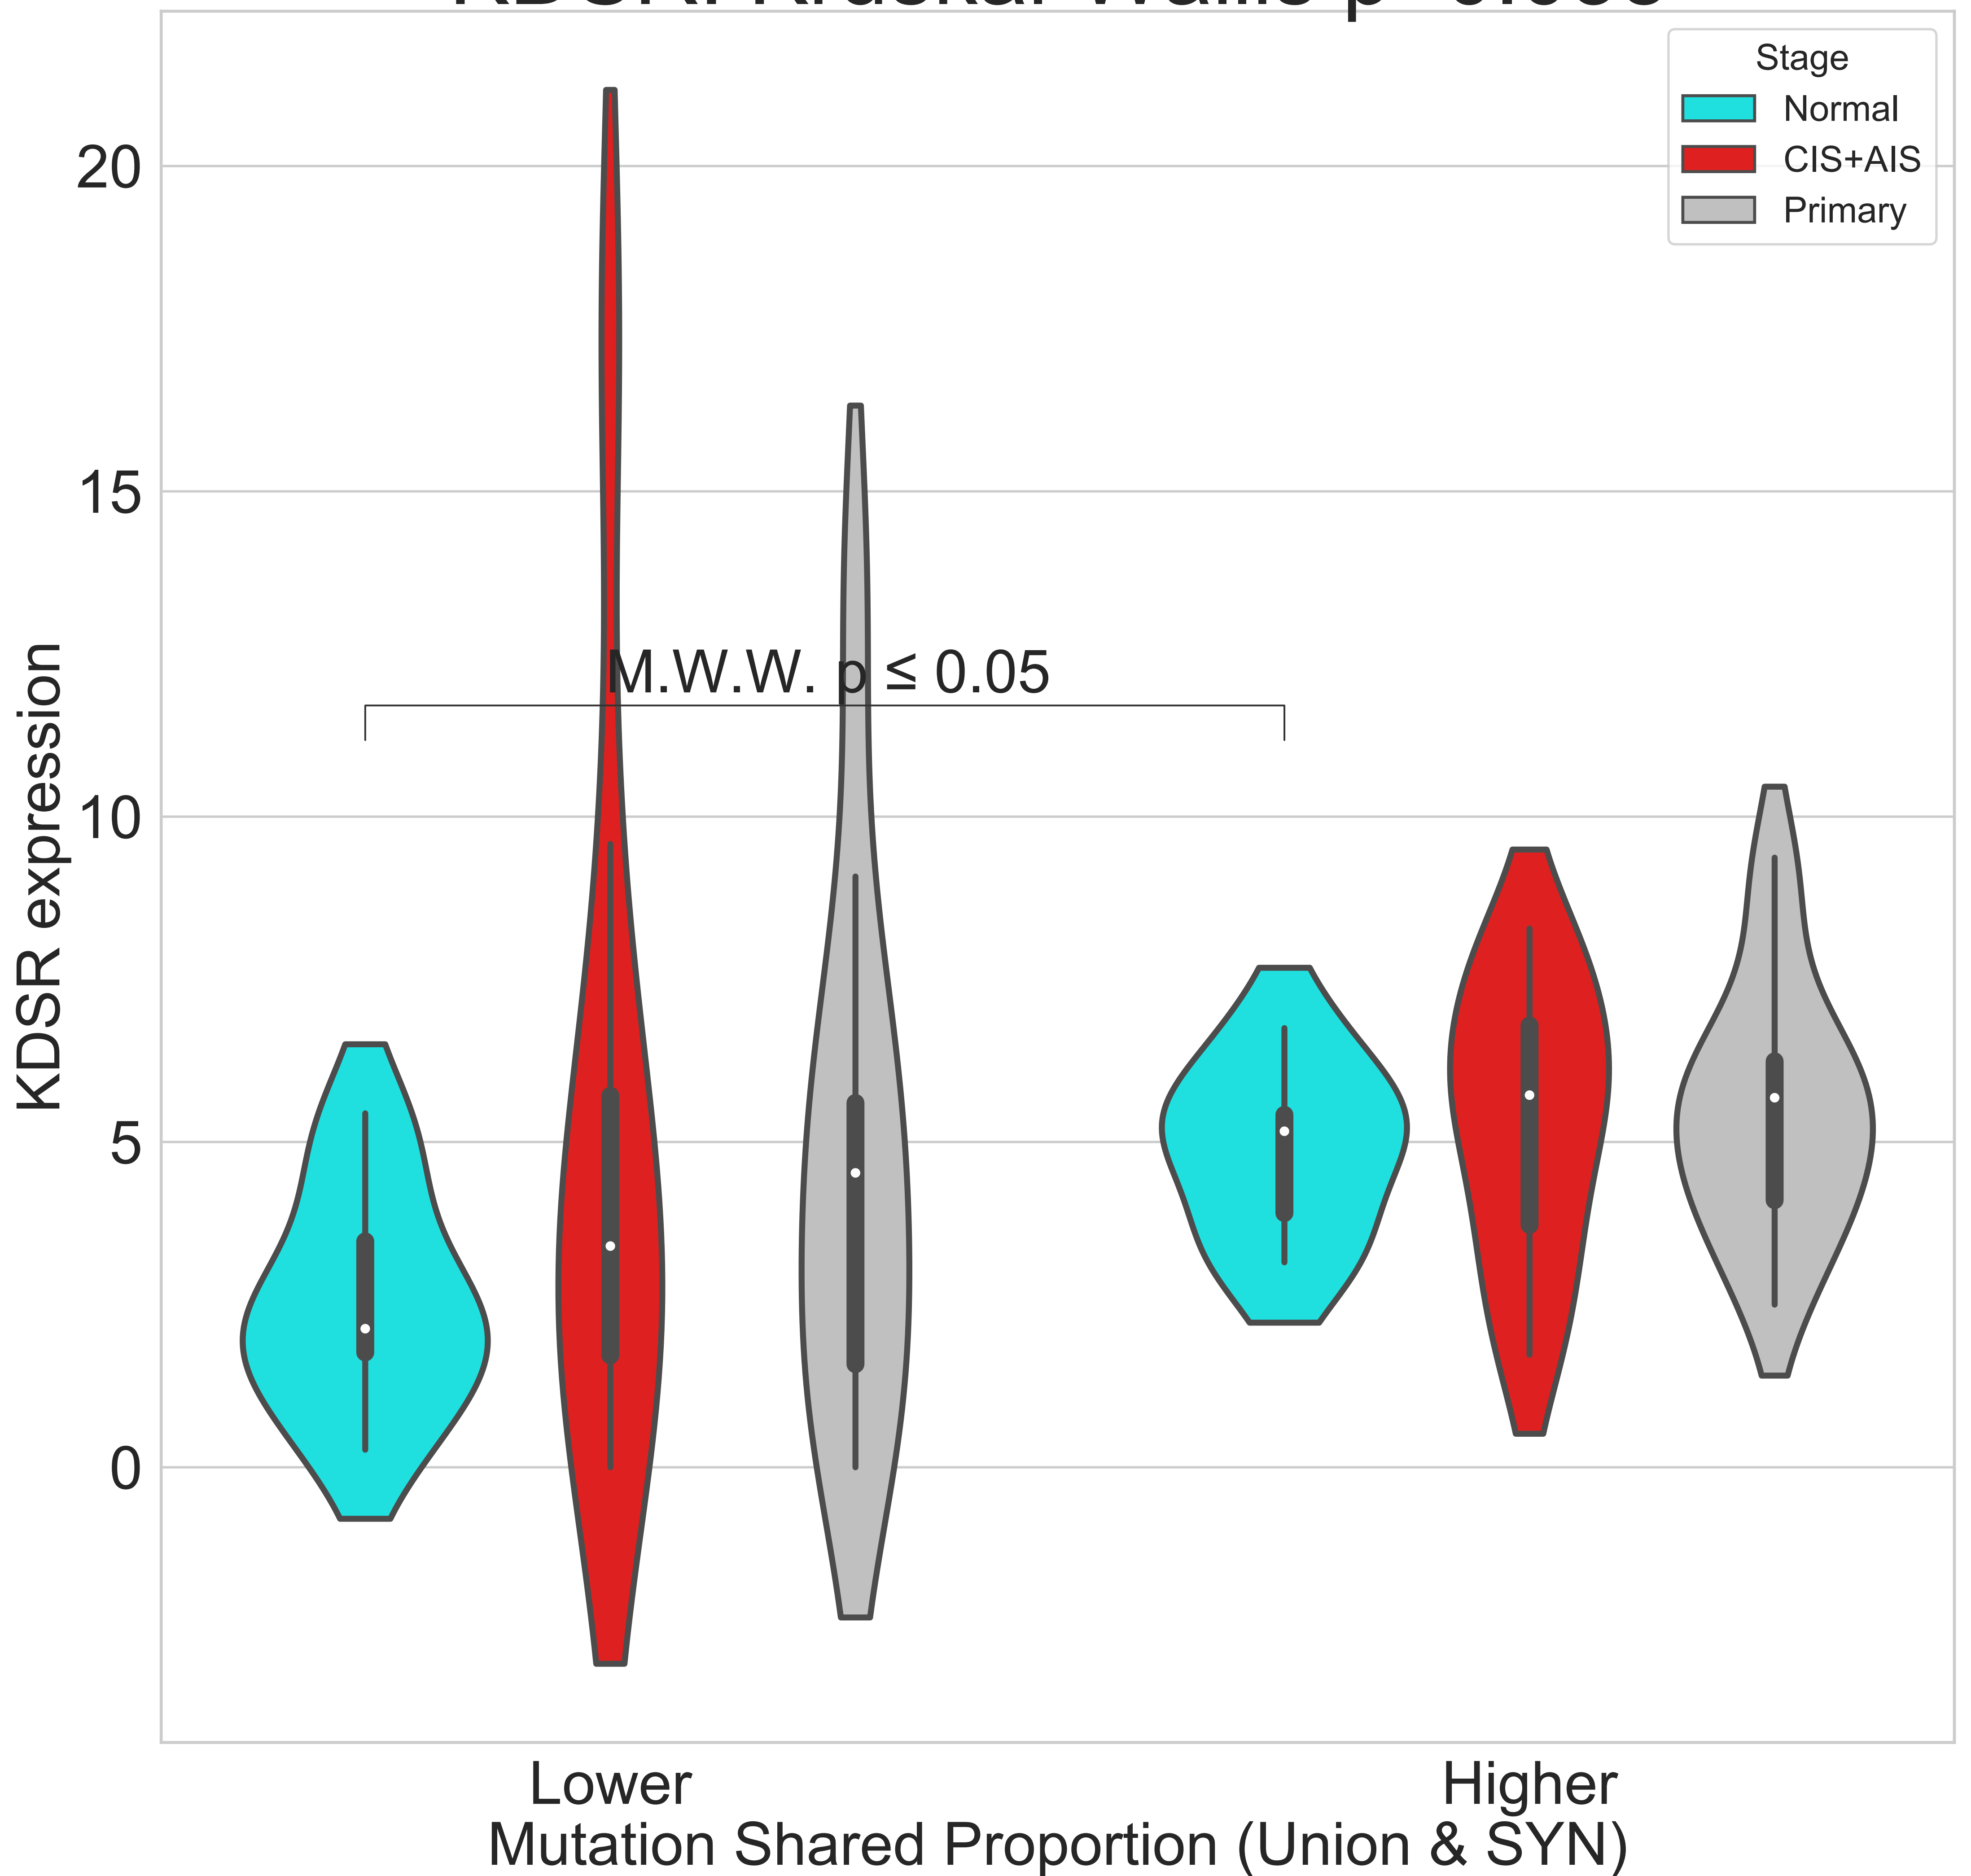 Stage
Normal
CIS+AIS
Primary
20
15
10
5
0
KDSR expression
M.W.W. p ≤ 0.05
Lower
Higher
Mutation Shared Proportion (Union & SYN)